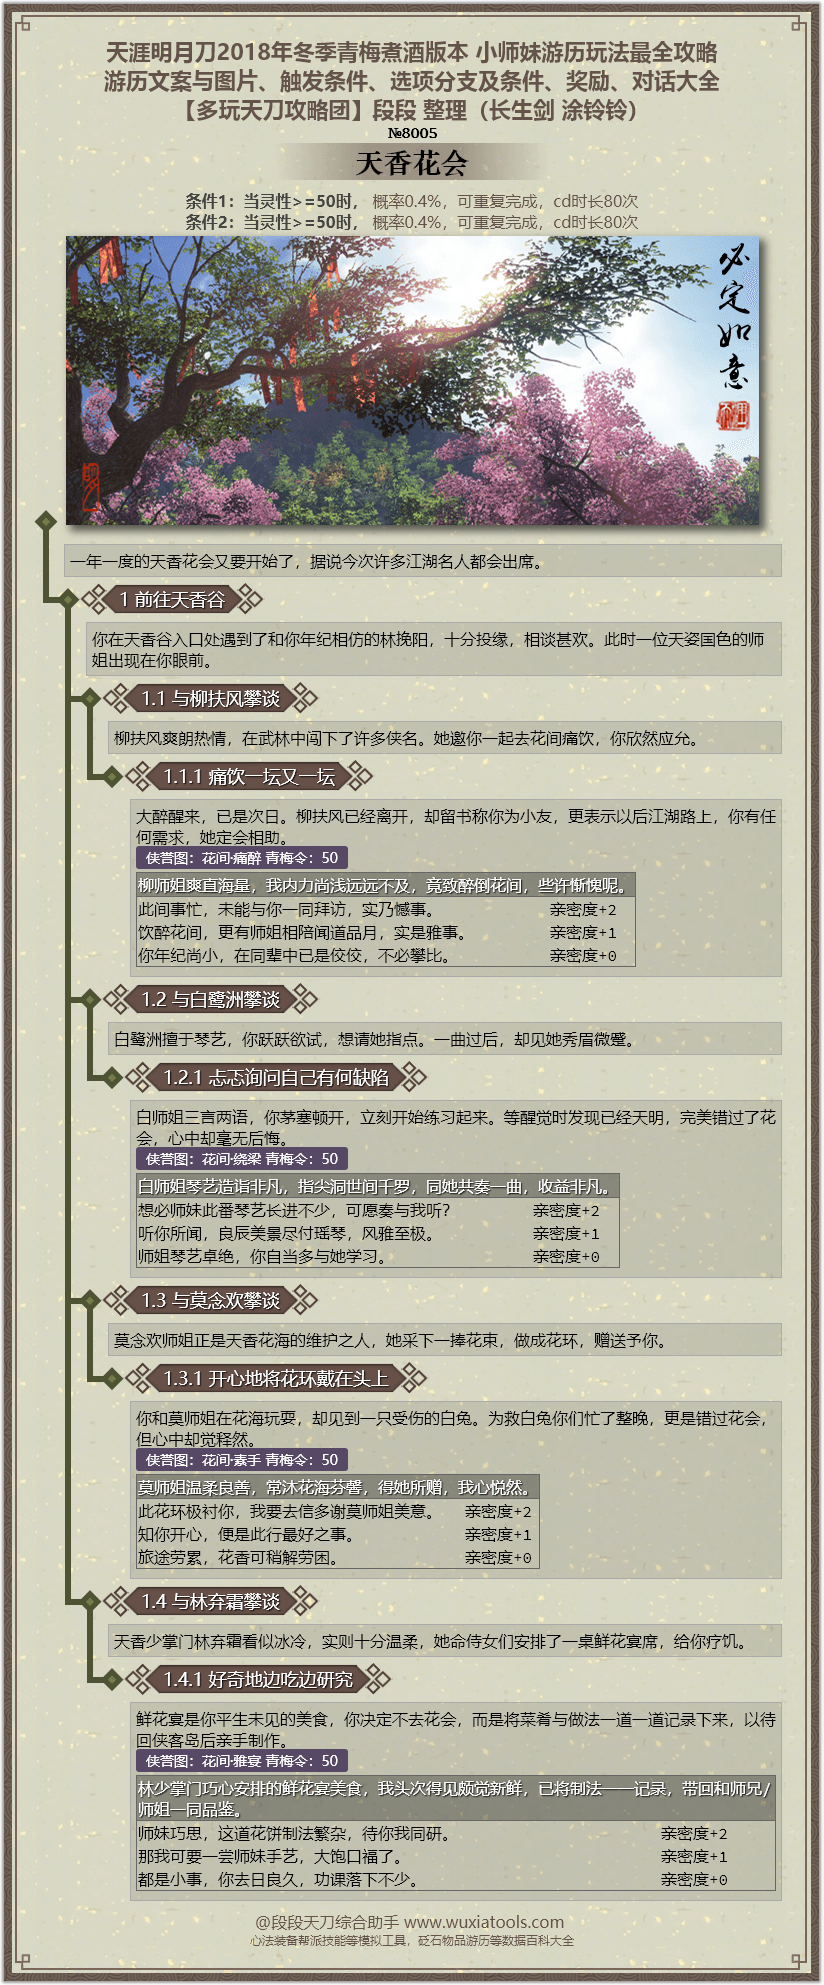 天涯明月刀2018年冬季青梅煮酒版本 小师妹游历玩法最全攻略
游历文案与图片、触发条件、选项分支及条件、奖励、对话大全
【多玩天刀攻略团】段段 整理（长生剑 涂铃铃）
№8005
天香花会
条件1：当灵性>=50时， 概率0.4%，可重复完成，cd时长80次
条件2：当灵性>=50时， 概率0.4%，可重复完成，cd时长80次
必定如意
一年一度的天香花会又要开始了，据说今次许多江湖名人都会出席。
1 前往天香谷
你在天香谷入口处遇到了和你年纪相仿的林挽阳，十分投缘，相谈甚欢。此时一位天姿国色的师
姐出现在你眼前。
1.1 与柳扶风攀谈
柳扶风爽朗热情，在武林中闯下了许多侠名。她邀你一起去花间痛饮，你欣然应允。
1.1.1 痛饮一坛又一坛
大醉醒来，已是次日。柳扶风已经离开，却留书称你为小友，更表示以后江湖路上，你有任
何需求，她定会相助。
侠誉图：花间·痛醉 青梅令：50
柳师姐爽直海量，我内力尚浅远远不及，竟致醉倒花间，些许惭愧呢。
此间事忙，未能与你一同拜访，实乃憾事。 亲密度+2
饮醉花间，更有师姐相陪闻道品月，实是雅事。 亲密度+1
你年纪尚小，在同辈中已是佼佼，不必攀比。 亲密度+0
1.2 与白鹭洲攀谈
白鹭洲擅于琴艺，你跃跃欲试，想请她指点。一曲过后，却见她秀眉微蹙。
1.2.1 忐忑询问自己有何缺陷
白师姐三言两语，你茅塞顿开，立刻开始练习起来。等醒觉时发现已经天明，完美错过了花
会，心中却毫无后悔。
侠誉图：花间·绕梁 青梅令：50
白师姐琴艺造诣非凡，指尖洞世间千罗，同她共奏一曲，收益非凡。
想必师妹此番琴艺长进不少，可愿奏与我听？ 亲密度+2
听你所闻，良辰美景尽付瑶琴，风雅至极。 亲密度+1
师姐琴艺卓绝，你自当多与她学习。 亲密度+0
1.3 与莫念欢攀谈
莫念欢师姐正是天香花海的维护之人，她采下一捧花束，做成花环，赠送予你。
1.3.1 开心地将花环戴在头上
你和莫师姐在花海玩耍，却见到一只受伤的白兔。为救白兔你们忙了整晚，更是错过花会，
但心中却觉释然。
侠誉图：花间·素手 青梅令：50
莫师姐温柔良善，常沐花海芬馨，得她所赠，我心悦然。
此花环极衬你，我要去信多谢莫师姐美意。 亲密度+2
知你开心，便是此行最好之事。 亲密度+1
旅途劳累，花香可稍解劳困。 亲密度+0
1.4 与林弃霜攀谈
天香少掌门林弃霜看似冰冷，实则十分温柔，她命侍女们安排了一桌鲜花宴席，给你疗饥。
1.4.1 好奇地边吃边研究
鲜花宴是你平生未见的美食，你决定不去花会，而是将菜肴与做法一道一道记录下来，以待
回侠客岛后亲手制作。
侠誉图：花间·雅宴 青梅令：50
林少掌门巧心安排的鲜花宴美食，我头次得见颇觉新鲜，已将制法一一记录，带回和师兄/
师姐一同品鉴。
师妹巧思，这道花饼制法繁杂，待你我同研。 亲密度+2
那我可要一尝师妹手艺，大饱口福了。 亲密度+1
都是小事，你去日良久，功课落下不少。 亲密度+0
@段段天刀综合助手 www.wuxiatools.com
心法装备帮派技能等模拟工具，砭石物品游历等数据百科大全